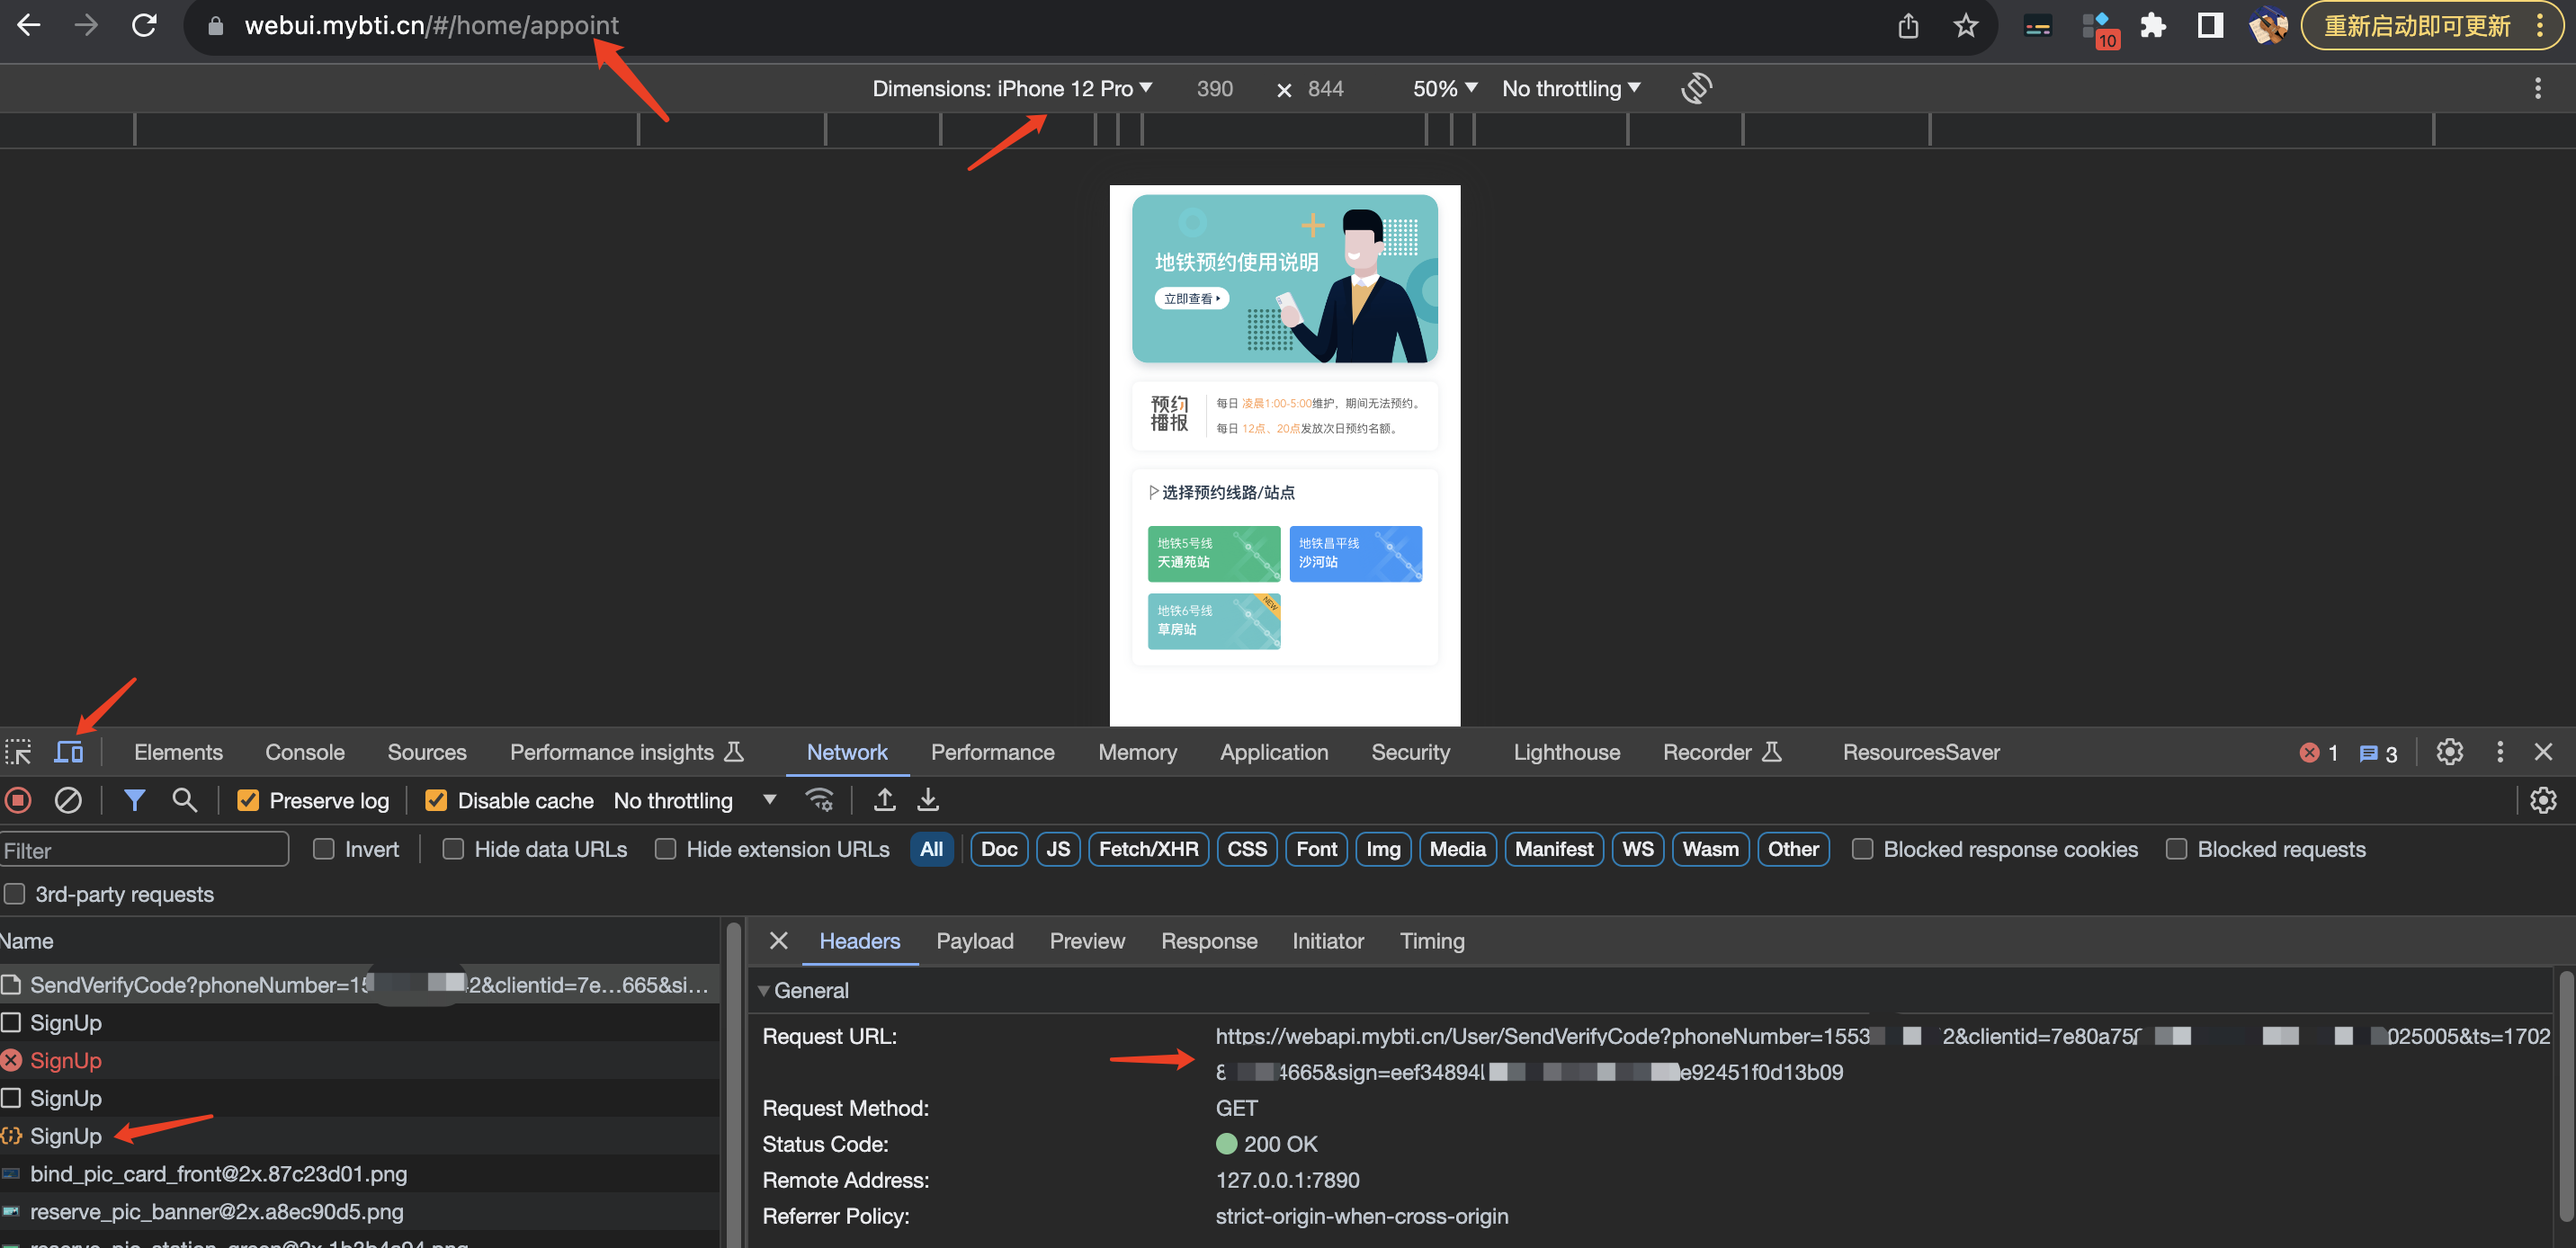 webui.mybti.cn/#/home/appoint
10
重新启动即可更新
Dimensions: iPhone 12 Pro 390 × 844 50% No throttling
地铁预约使用说明
立即查看
预约
播报
每日 凌晨1:00-5:00维护，期间无法预约。
每日 12点、20点发放次日预约名额。
选择预约线路/站点
地铁5号线
天通苑站
地铁昌平线
沙河站
地铁6号线
草房站
NEW
Elements Console Sources Performance insights Network Performance Memory Application Security Lighthouse Recorder ResourcesSaver 1 3
Preserve log Disable cache No throttling
Filter Invert Hide data URLs Hide extension URLs All Doc JS Fetch/XHR CSS Font Img Media Manifest WS Wasm Other Blocked response cookies Blocked requests
3rd-party requests
Name
Headers Payload Preview Response Initiator Timing
SendVerifyCode?phoneNumber=15 2&clientid=7e…665&si…
SignUp
SignUp
SignUp
SignUp
bind_pic_card_front@2x.87c23d01.png
reserve_pic_banner@2x.a8ec90d5.png
reserve_pic_station_green@2x.1b3b4a94.png
General
Request URL: https://webapi.mybti.cn/User/SendVerifyCode?phoneNumber=1553 2&clientid=7e80a75 025005&ts=1702
8 4665&sign=eef34894 e92451f0d13b09
Request Method: GET
Status Code: 200 OK
Remote Address: 127.0.0.1:7890
Referrer Policy: strict-origin-when-cross-origin